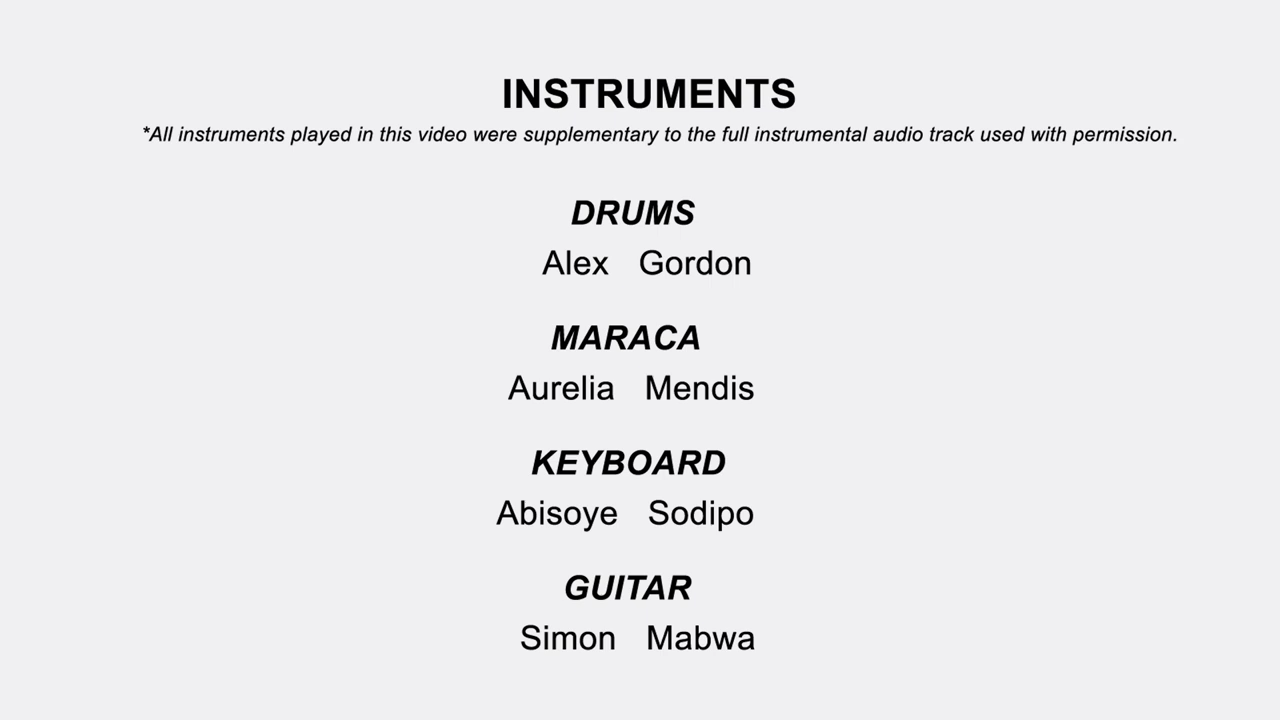 INSTRUMENTS
*All instruments played in this video were supplementary to the full instrumental audio track used with permission.
DRUMS
Alex Gordon
MARACA
Aurelia Mendis
KEYBOARD
Abisoye Sodipo
GUITAR
Simon Mabwa